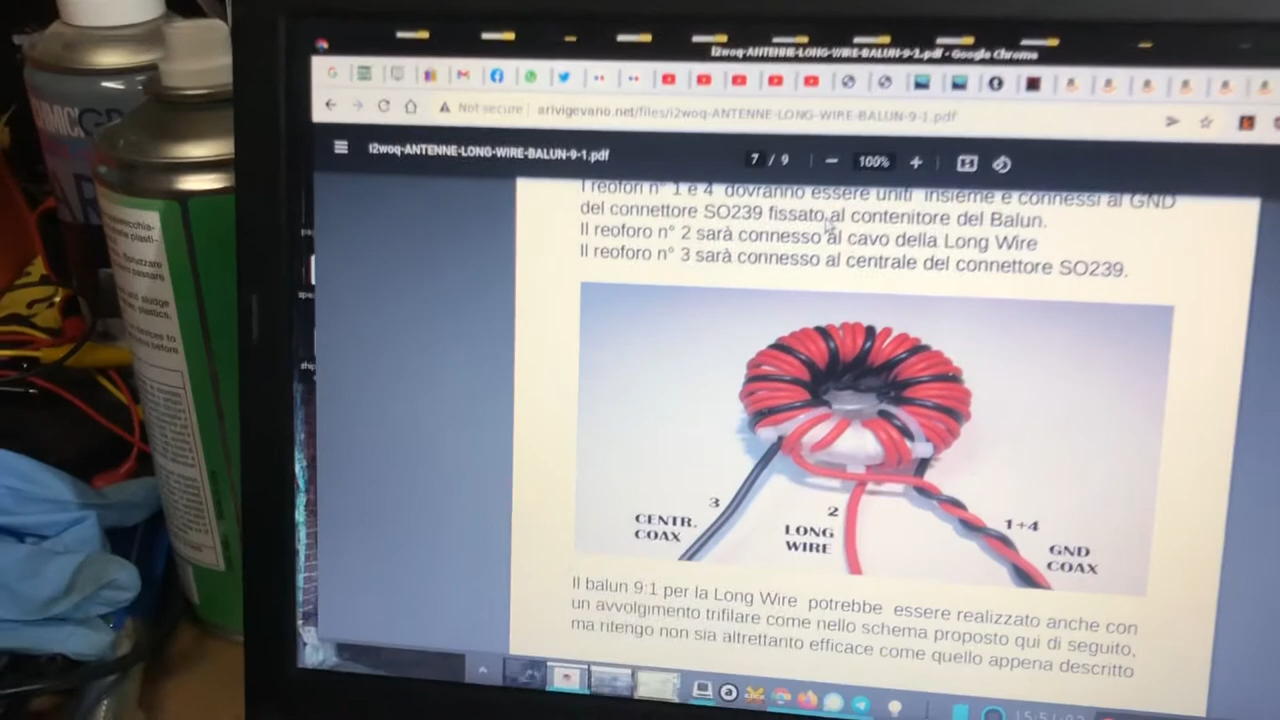 i2woq-ANTENNE-LONG-WIRE-BALUN-9-1.pdf - Google Chrome
Not secure arivigevano.net/files/i2woq-ANTENNE-LONG-WIRE-BALUN-9-1.pdf
i2woq-ANTENNE-LONG-WIRE-BALUN-9-1.pdf 7 / 9 − 100% +
I reofori n° 1 e 4 dovranno essere uniti insieme e connessi al GND
del connettore SO239 fissato al contenitore del Balun.
Il reoforo n° 2 sarà connesso al cavo della Long Wire
Il reoforo n° 3 sarà connesso al centrale del connettore SO239.
3
CENTR.
COAX
2
LONG
WIRE
1+4
GND
COAX
Il balun 9:1 per la Long Wire potrebbe essere realizzato anche con
un avvolgimento trifilare come nello schema proposto qui di seguito,
ma ritengo non sia altrettanto efficace come quello appena descritto